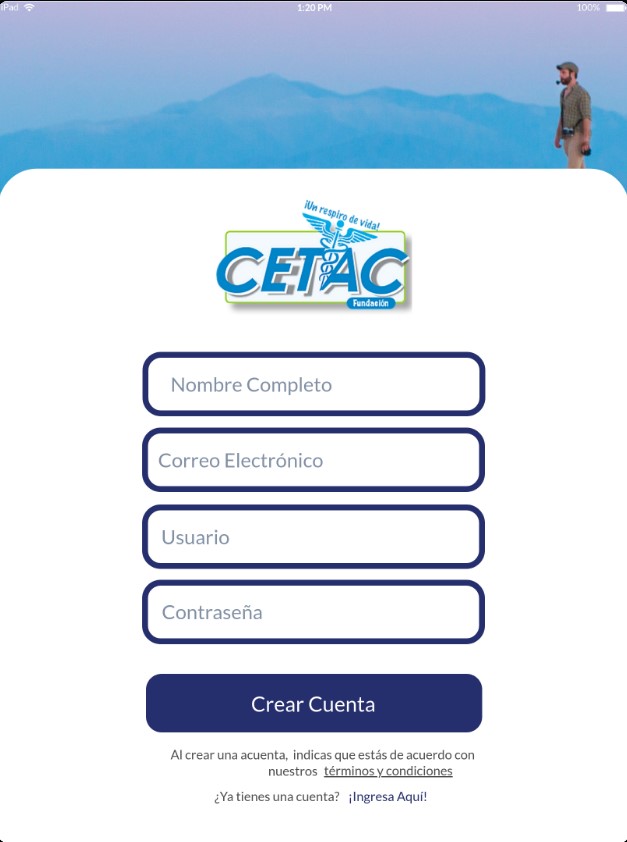 iPad 1:20 PM 100%
¡Un respiro de vida!
CETAC
Fundación
Nombre Completo
Correo Electrónico
Usuario
Contraseña
Crear Cuenta
Al crear una acuenta, indicas que estás de acuerdo con
nuestros términos y condiciones
¿Ya tienes una cuenta? ¡Ingresa Aquí!